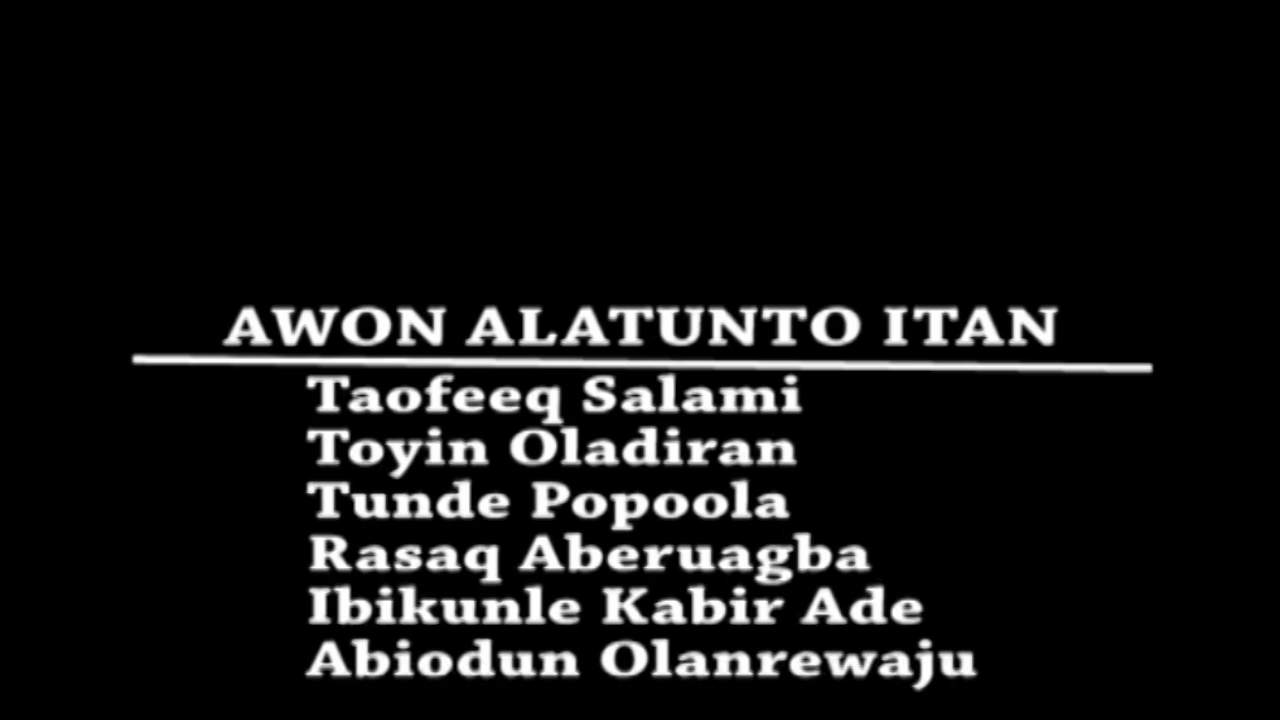 AWON ALATUNTO ITAN
Taofeeq Salami
Toyin Oladiran
Tunde Popoola
Rasaq Aberuagba
Ibikunle Kabir Ade
Abiodun Olanrewaju